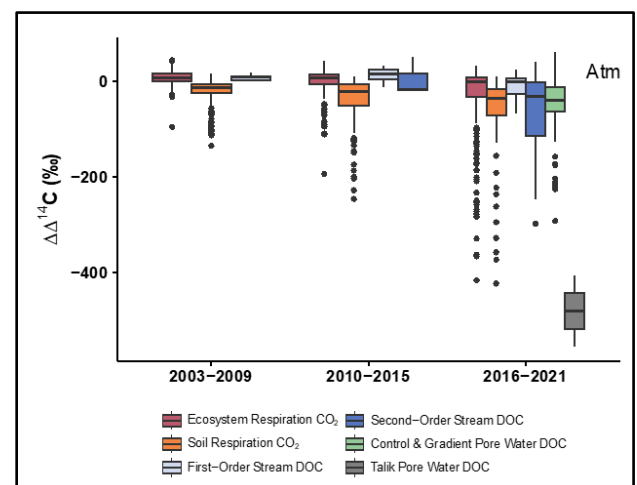 Atm
0
−200
−400
ΔΔ¹⁴C (‰)
2003−2009 2010−2015 2016−2021
Ecosystem Respiration CO₂ Second−Order Stream DOC
Soil Respiration CO₂ Control & Gradient Pore Water DOC
First−Order Stream DOC Talik Pore Water DOC